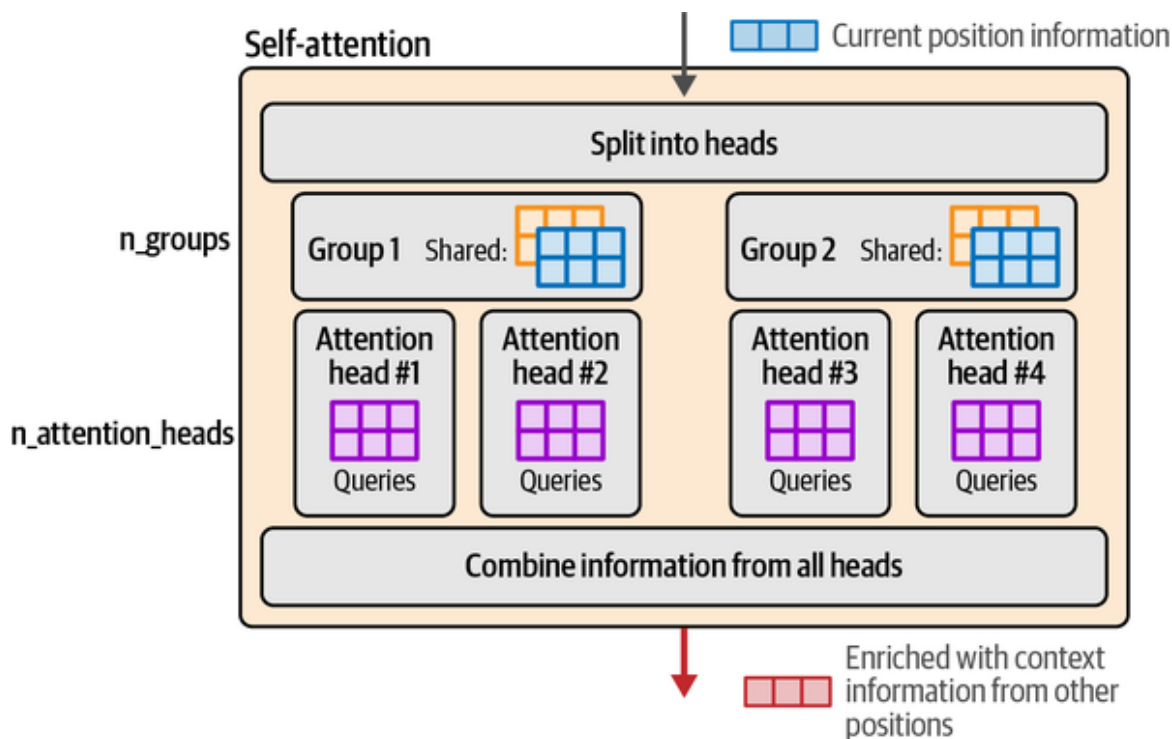 Self-attention
Current position information
Split into heads
n_groups
Group 1 Shared:
Group 2 Shared:
Attention
head #1
Attention
head #2
Attention
head #3
Attention
head #4
n_attention_heads
Queries
Queries
Queries
Queries
Combine information from all heads
Enriched with context
information from other
positions